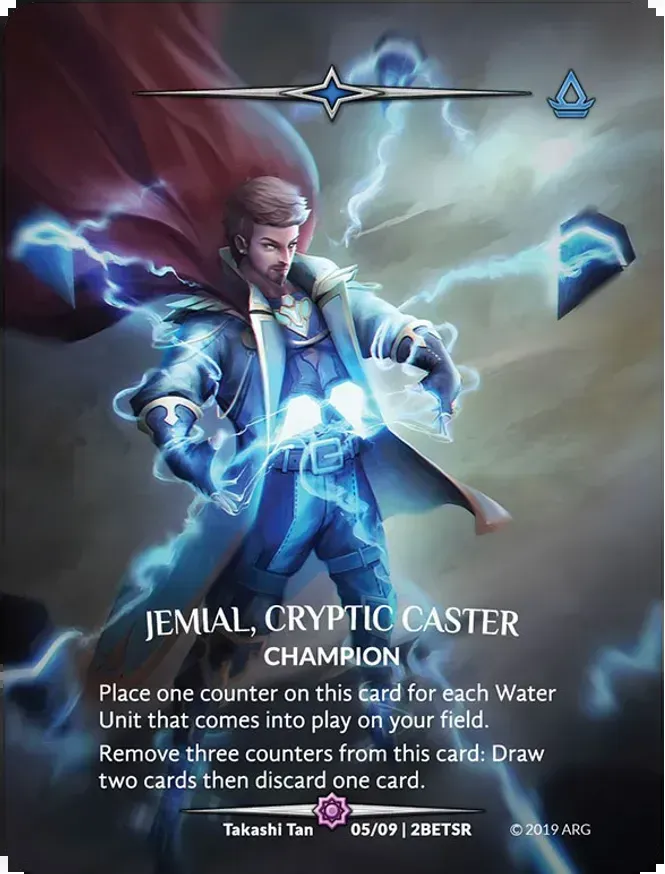 JEMIAL, CRYPTIC CASTER
CHAMPION
Place one counter on this card for each Water
Unit that comes into play on your field.
Remove three counters from this card: Draw
two cards then discard one card.
Takashi Tan 05/09 | 2BETSR © 2019 ARG